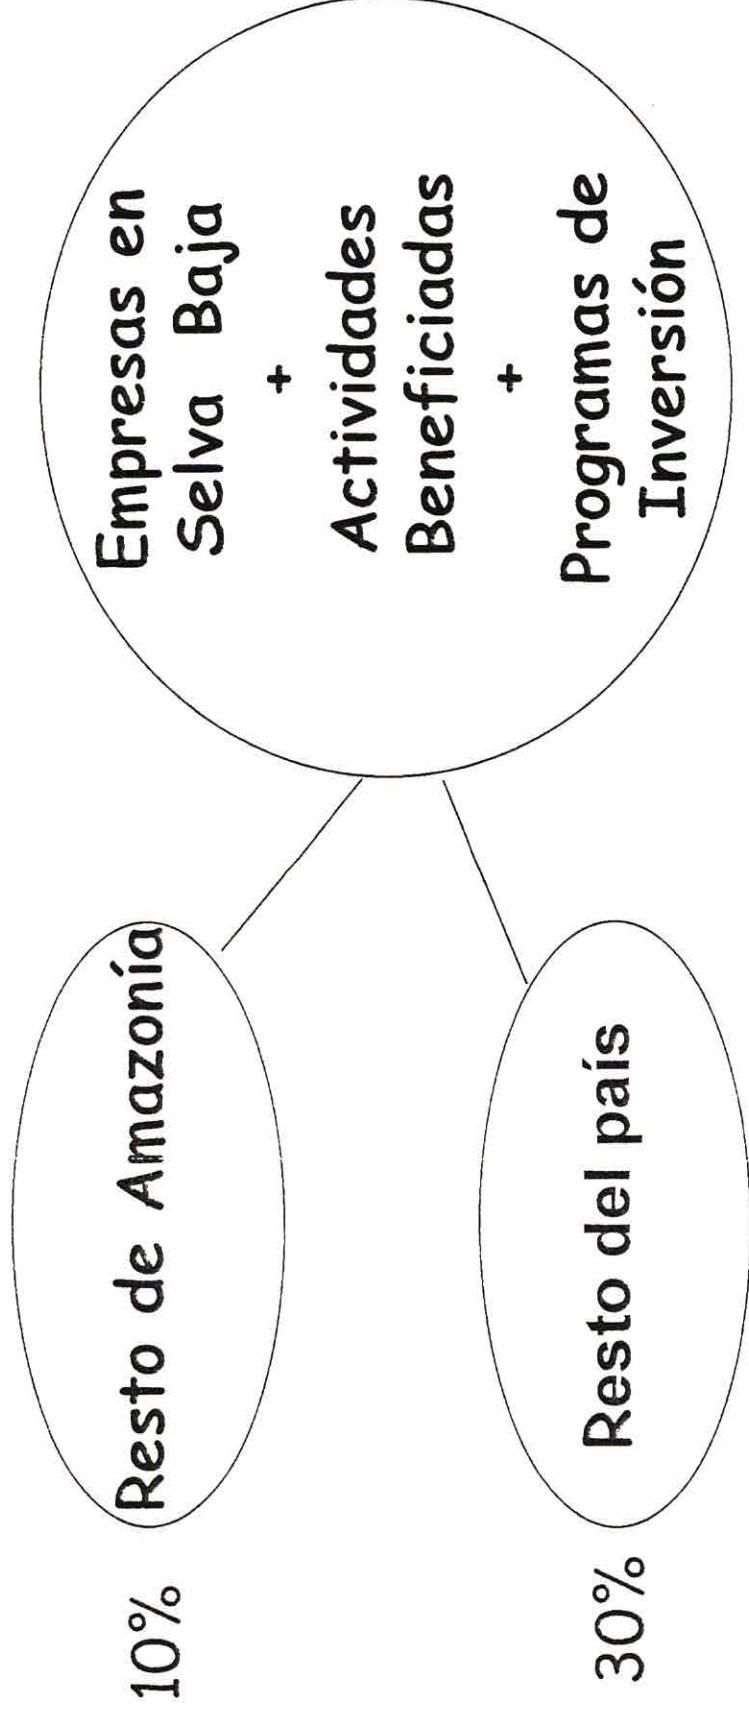 10%
Resto de Amazonía
30%
Resto del país
Empresas en
Selva Baja
+
Actividades
Beneficiadas
+
Programas de
Inversión